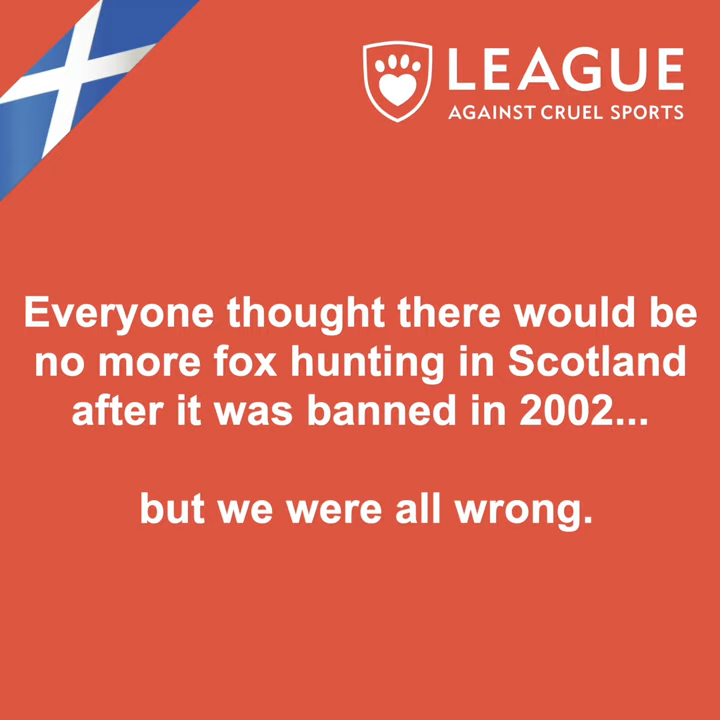 LEAGUE
AGAINST CRUEL SPORTS
Everyone thought there would be
no more fox hunting in Scotland
after it was banned in 2002...
but we were all wrong.